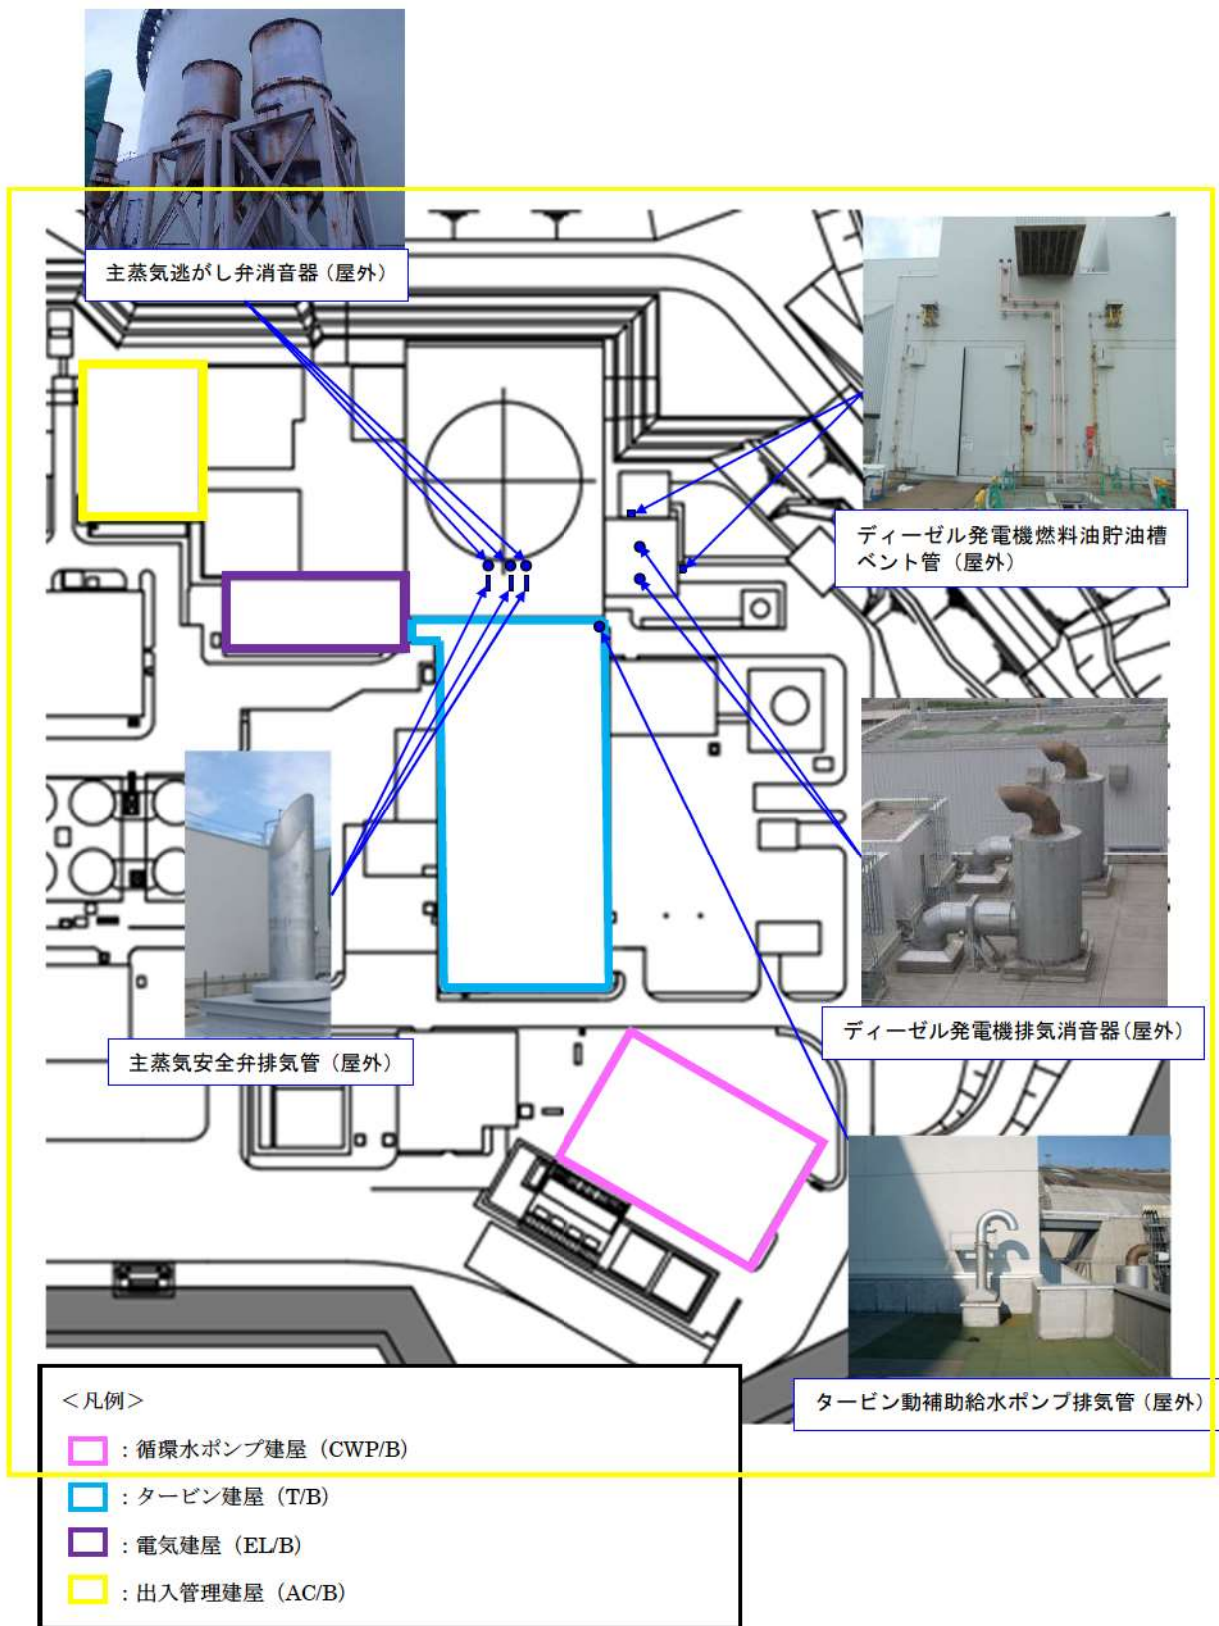 主蒸気逃がし弁消音器（屋外）
ディーゼル発電機燃料油貯油槽
ベント管（屋外）
主蒸気安全弁排気管（屋外）
ディーゼル発電機排気消音器（屋外）
タービン動補助給水ポンプ排気管（屋外）
＜凡例＞
：循環水ポンプ建屋（CWP/B）
：タービン建屋（T/B）
：電気建屋（EL/B）
：出入管理建屋（AC/B）